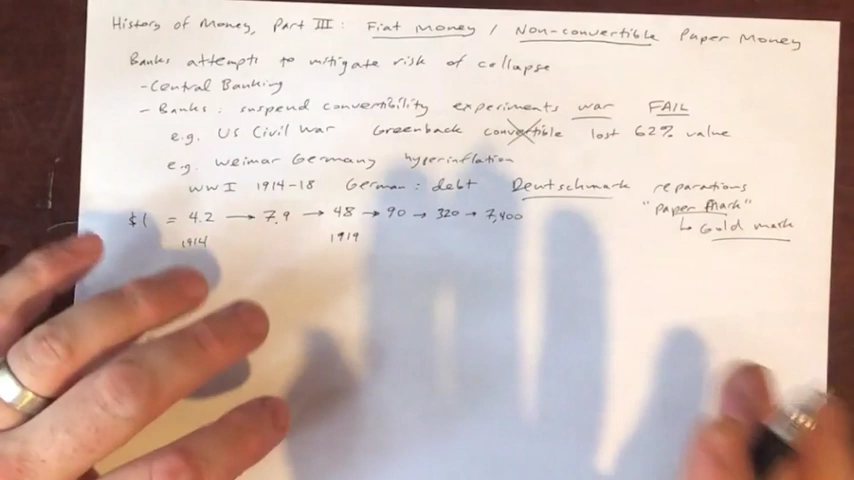 History of Money, Part III: Fiat Money / Non-convertible Paper Money
Banks attempts to mitigate risk of collapse
- Central Banking
- Banks: suspend convertibility experiments war FAIL
e.g. US Civil War Greenback convertible lost 62% value
e.g. Weimar Germany hyperinflation
WWI 1914-18 German: debt Deutschmark reparations
"paper mark"
↳ Gold mark
$1 = 4.2 → 7.9 → 48 → 90 → 320 → 7,400
1914 1919